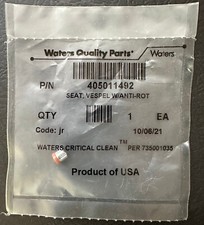 Waters Quality Parts™
Waters
P/N 405011492
SEAT, VESPEL W/ANTI-ROT
QTY 1 EA
Code: jr 10/06/21
WATERS CRITICAL CLEAN™ PER 735001035
Product of USA